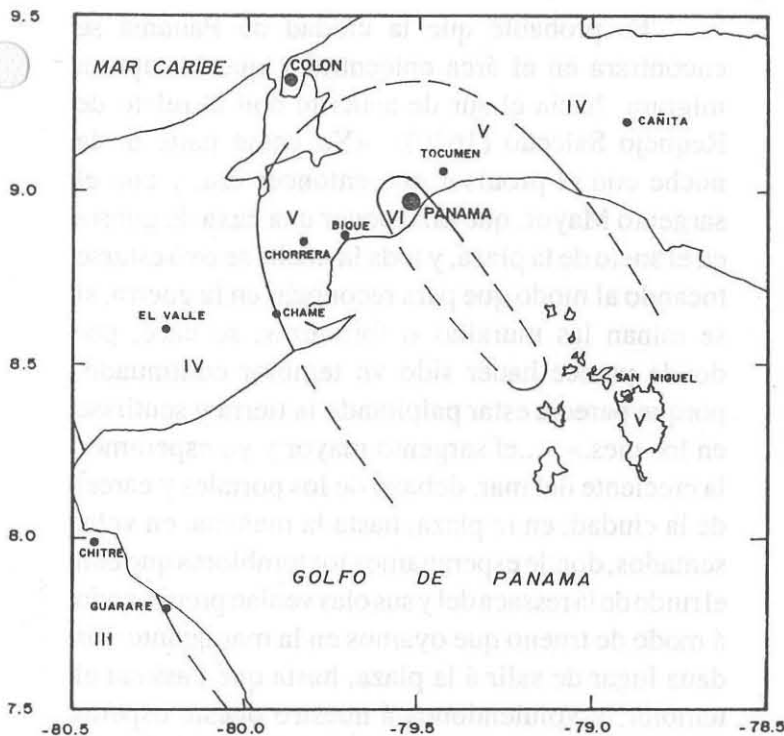 9.5
MAR CARIBE
COLON
V
IV
CAÑITA
TOCUMEN
9.0
V
VI
PANAMA
BIQUE
CHORRERA
EL VALLE
CHAME
IV
8.5
SAN MIGUEL
V
8.0
CHITRE
GOLFO DE PANAMA
GUARARE
III
7.5
-80.5
-80.0
-79.5
-79.0
-78.5